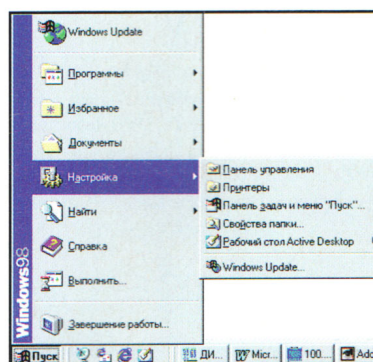 Windows Update
Программы
Избранное
Документы
Настройка
Панель управления
Принтеры
Панель задач и меню "Пуск"...
Свойства папки...
Рабочий стол Active Desktop
Windows Update...
Найти
Справка
Выполнить...
Завершение работы...
Windows98
Пуск
ДИ...
Micr...
100...
Ado